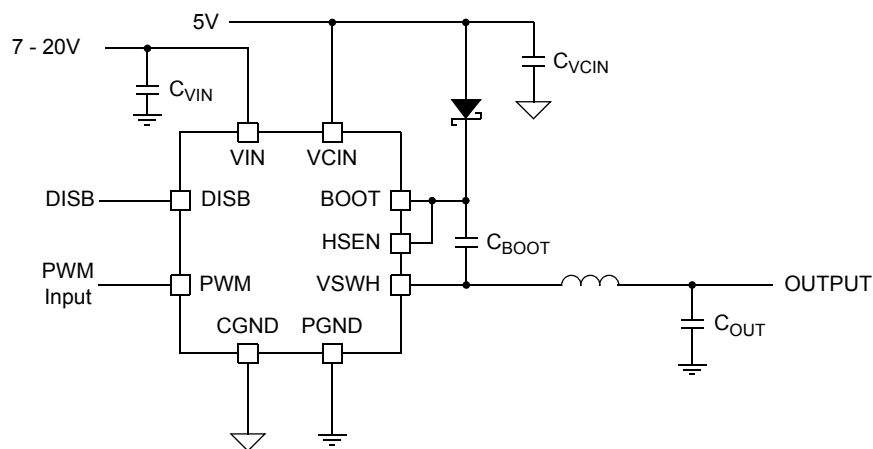 5V
7 - 20V
CVIN
CVCIN
VIN
VCIN
DISB
DISB
BOOT
HSEN
CBOOT
PWM
Input
PWM
VSWH
OUTPUT
CGND
PGND
COUT